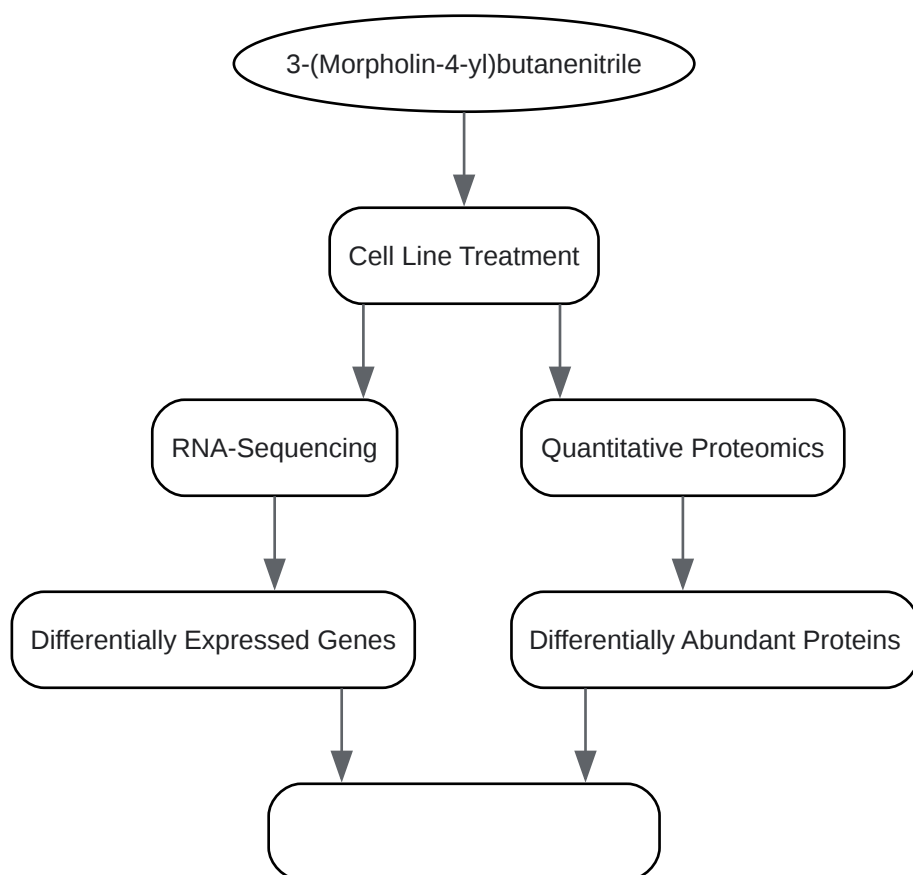 3-(Morpholin-4-yl)butanenitrile
Cell Line Treatment
RNA-Sequencing
Quantitative Proteomics
Differentially Expressed Genes
Differentially Abundant Proteins